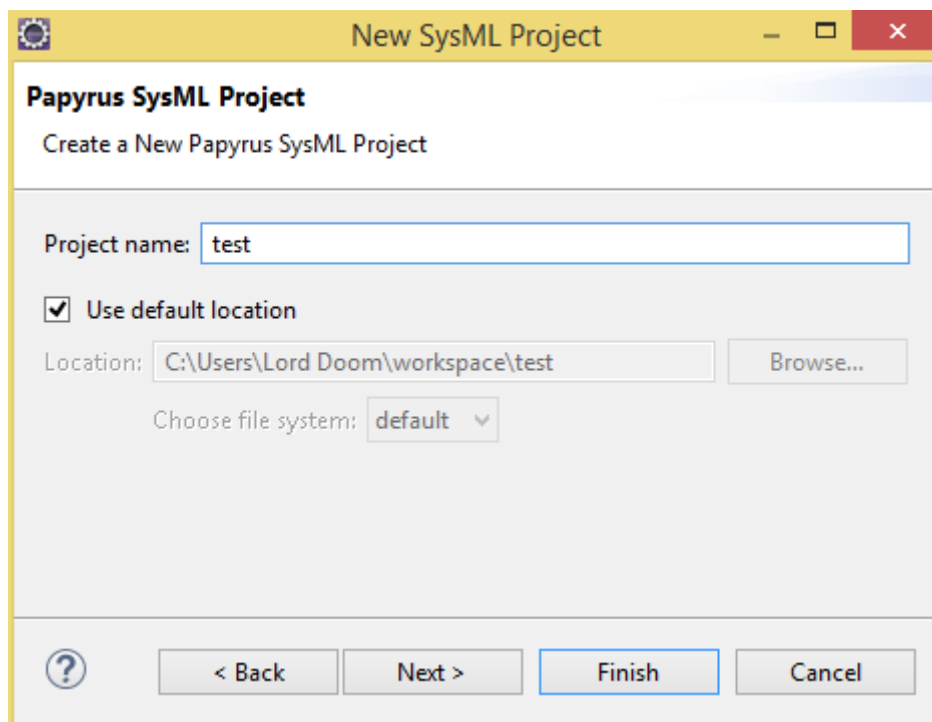 New SysML Project
Papyrus SysML Project
Create a New Papyrus SysML Project
Project name: test
Use default location
Location: C:\Users\Lord Doom\workspace\test Browse...
Choose file system: default
? < Back Next > Finish Cancel